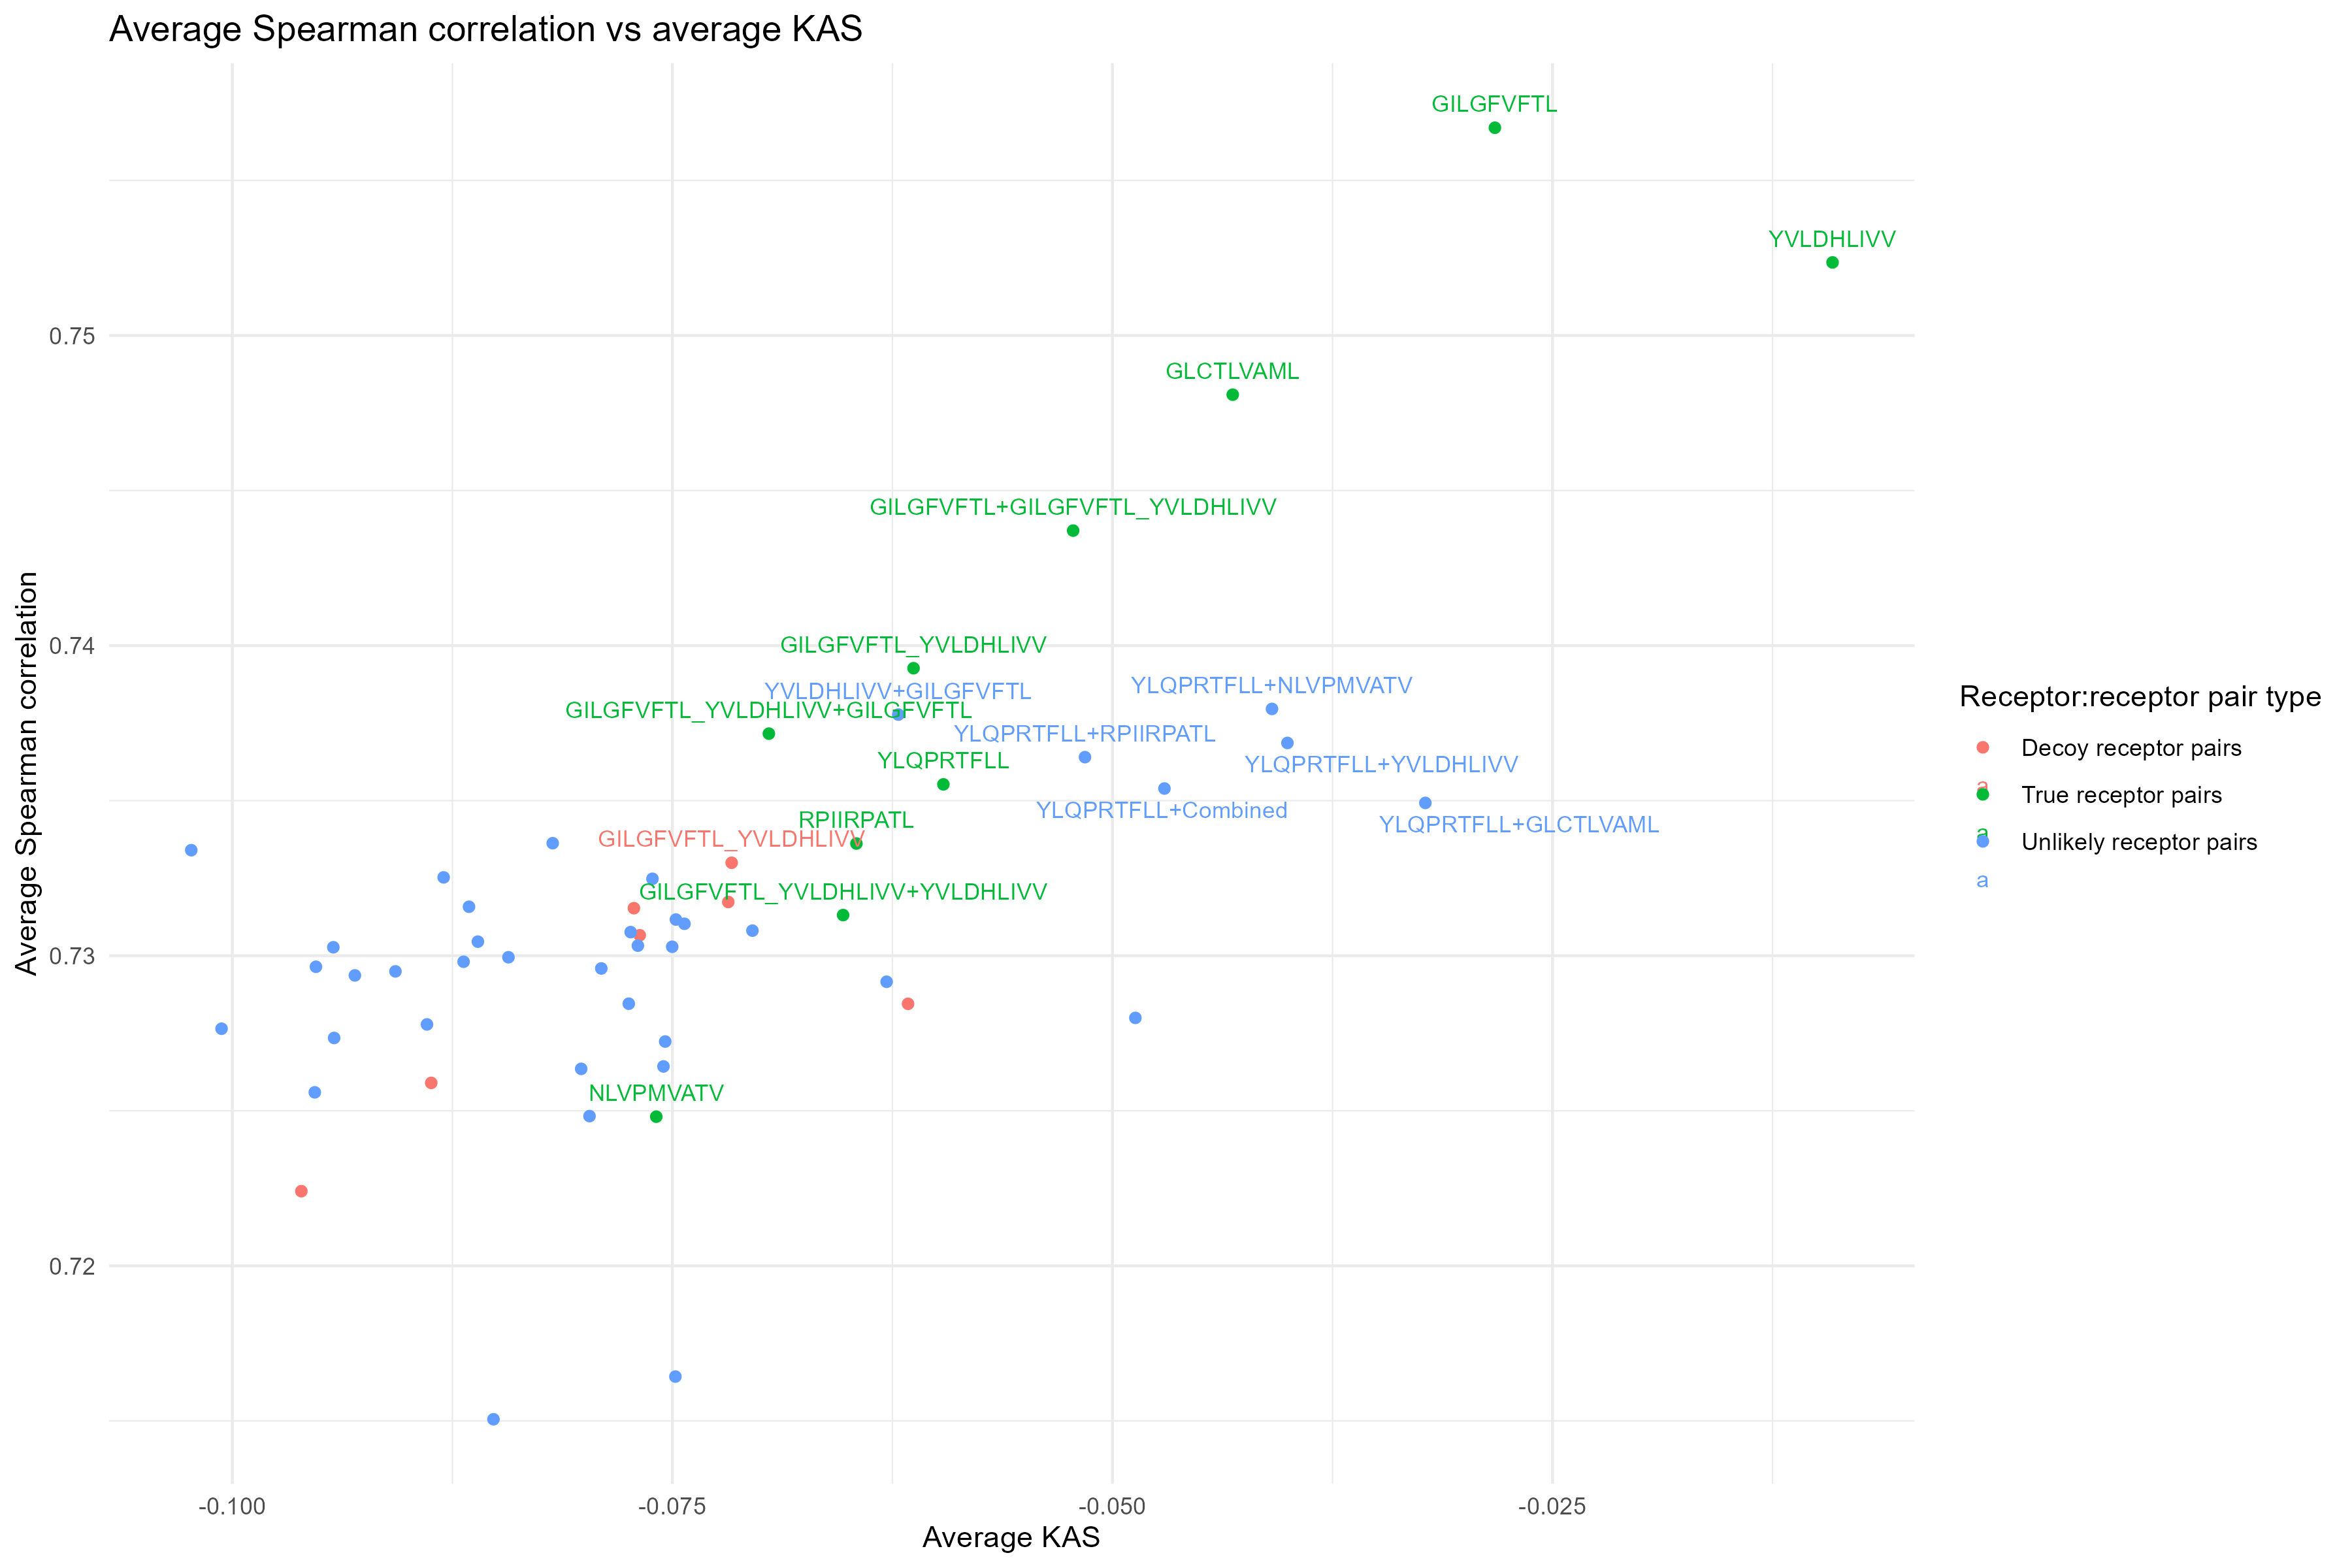 Average Spearman correlation vs average KAS
GILGFVFTL
YVLDHLIVV
0.75
GLCTLVAML
GILGFVFTL+GILGFVFTL_YVLDHLIVV
0.74
GILGFVFTL_YVLDHLIVV
YVLDHLIVV+GILGFVFTL
YLQPRTFLL+NLVPMVATV
GILGFVFTL_YVLDHLIVV+GILGFVFTL
YLQPRTFLL+RPIIRPATL
YLQPRTFLL
YLQPRTFLL+YVLDHLIVV
YLQPRTFLL+Combined
RPIIRPATL
YLQPRTFLL+GLCTLVAML
GILGFVFTL_YVLDHLIVV
GILGFVFTL_YVLDHLIVV+YVLDHLIVV
0.73
NLVPMVATV
0.72
Average Spearman correlation
-0.100
-0.075
-0.050
-0.025
Average KAS
Receptor:receptor pair type
Decoy receptor pairs
a
True receptor pairs
a
Unlikely receptor pairs
a